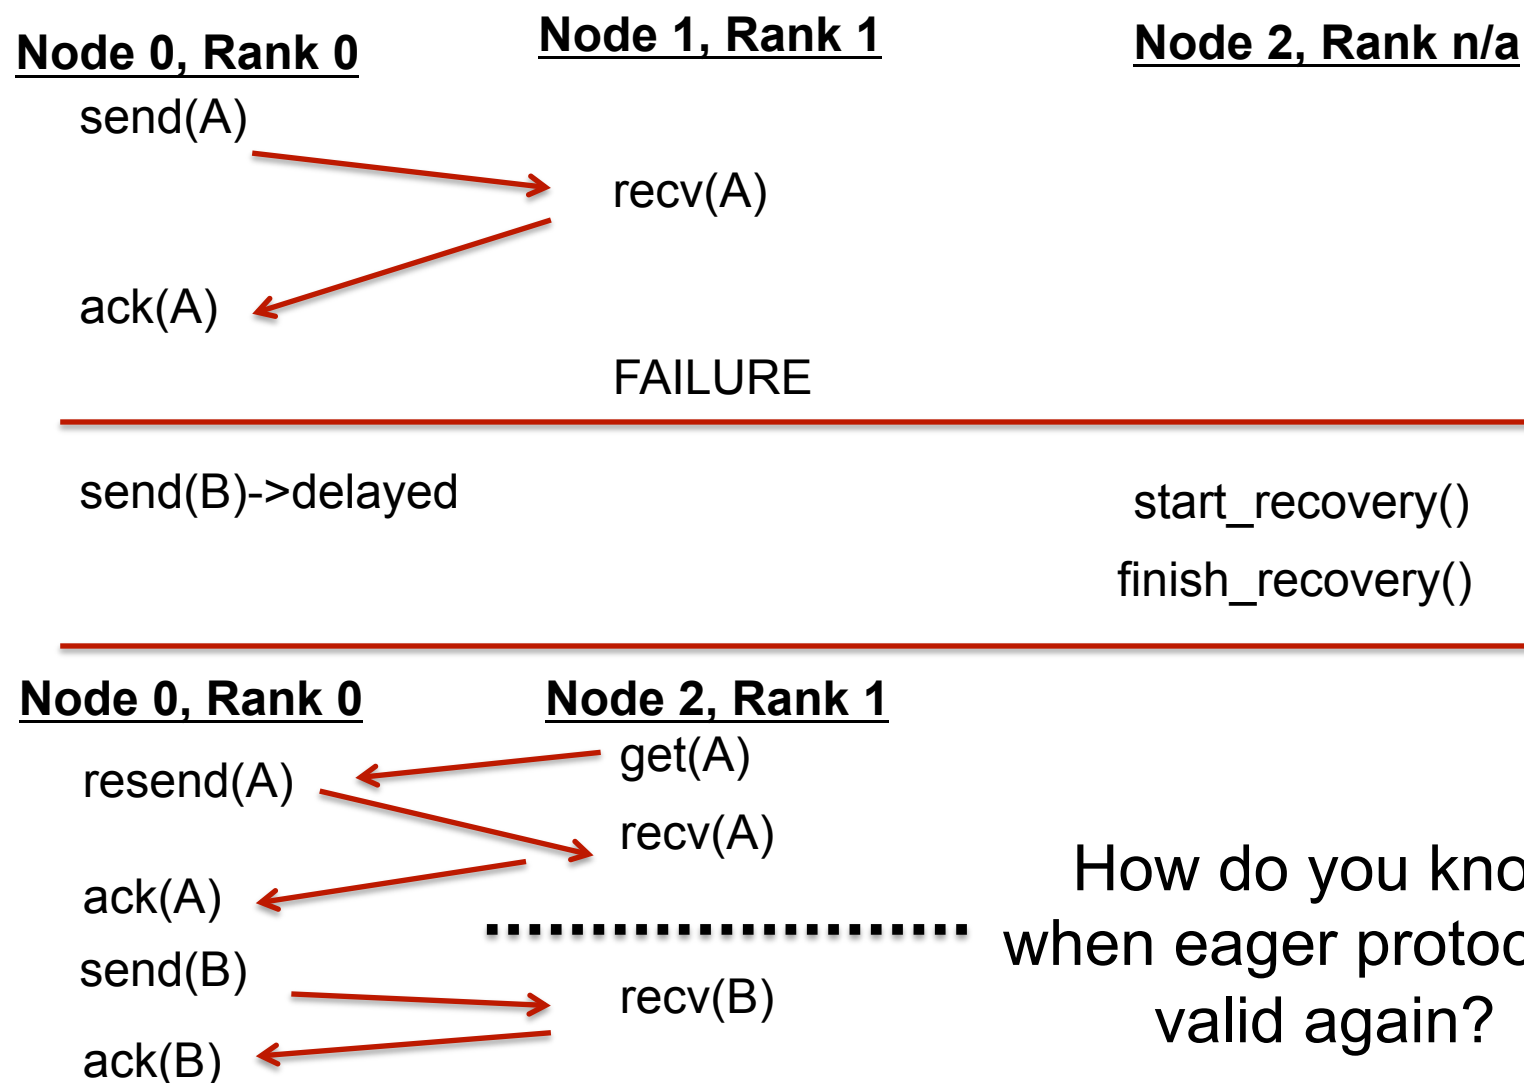 Node 0, Rank 0
Node 1, Rank 1
Node 2, Rank n/a
send(A)
recv(A)
ack(A)
FAILURE
send(B)->delayed
start_recovery()
finish_recovery()
Node 0, Rank 0
Node 2, Rank 1
get(A)
resend(A)
recv(A)
ack(A)
send(B)
recv(B)
ack(B)
How do you
when eager
valid again?